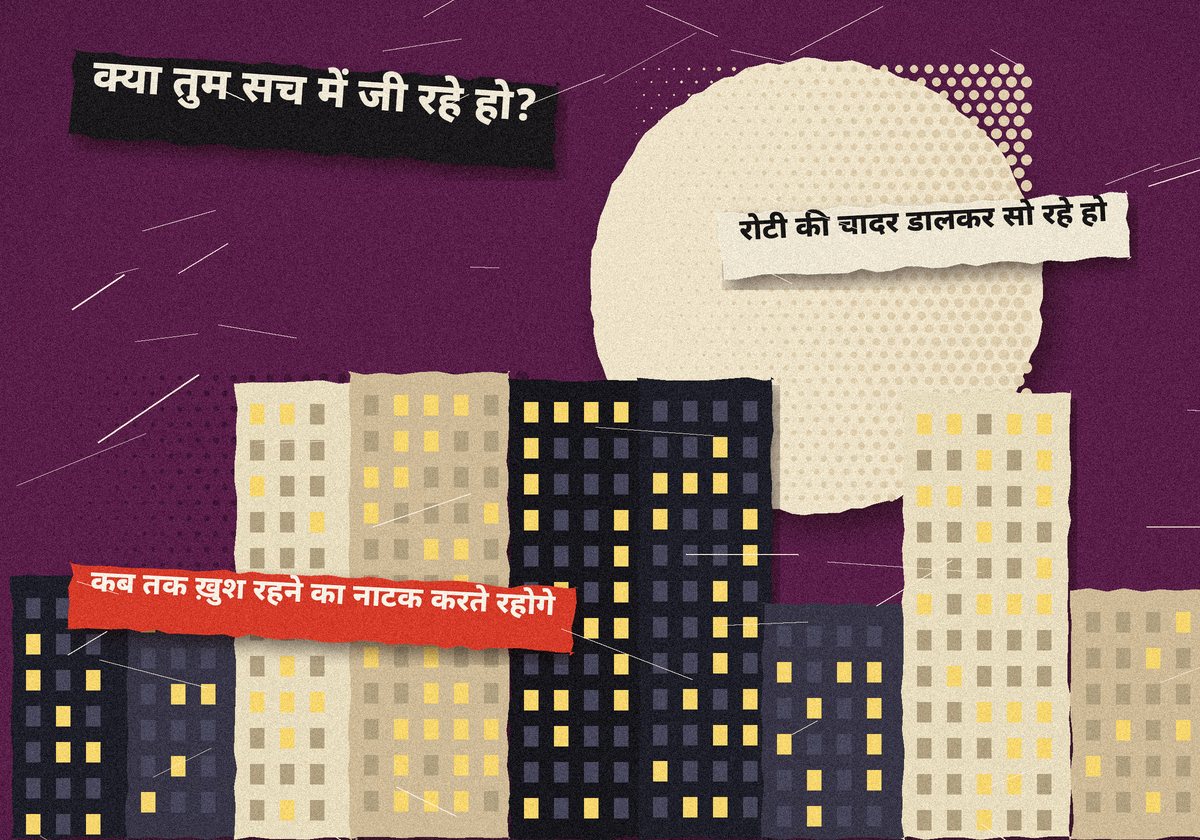 क्या तुम सच में जी रहे हो?
रोटी की चादर डालकर सो रहे हो
कब तक ख़ुश रहने का नाटक करते रहोगे